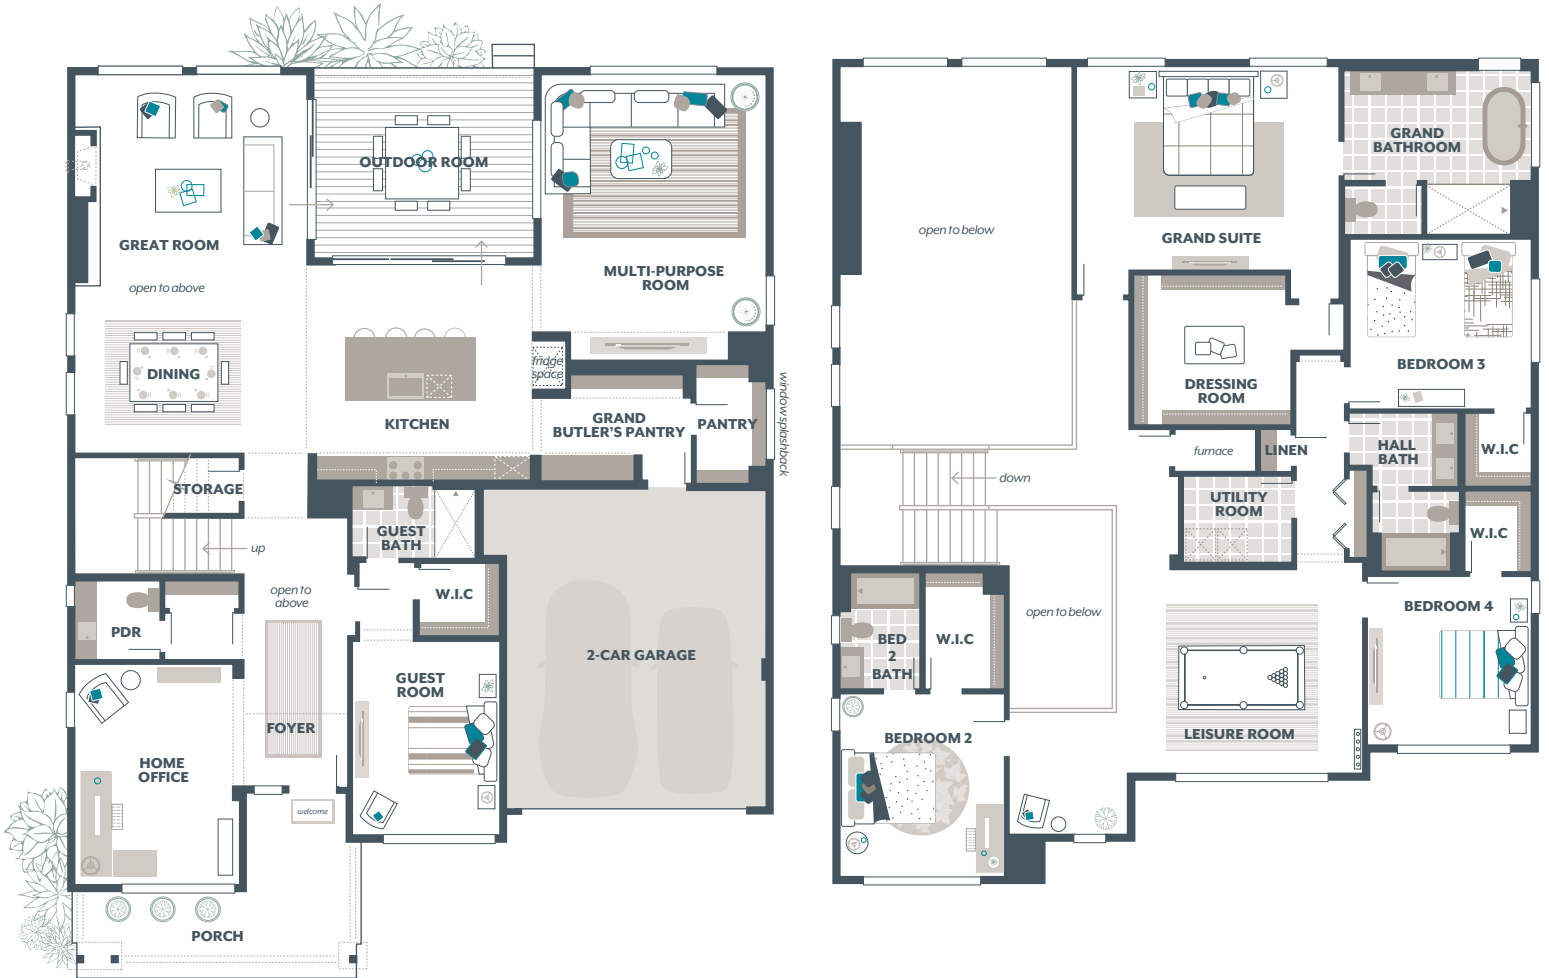 OUTDOOR ROOM
GREAT ROOM
open to above
MULTI-PURPOSE
ROOM
DINING
fridge
space
KITCHEN
GRAND
BUTLER'S PANTRY
PANTRY
window splashback
STORAGE
up
GUEST
BATH
open to
above
W.I.C
PDR
2-CAR GARAGE
GUEST
ROOM
FOYER
HOME
OFFICE
welcome
PORCH
GRAND
BATHROOM
open to below
GRAND SUITE
BEDROOM 3
DRESSING
ROOM
furnace
LINEN
HALL
BATH
W.I.C
down
UTILITY
ROOM
W.I.C
open to below
BEDROOM 4
BED
2
BATH
W.I.C
BEDROOM 2
LEISURE ROOM